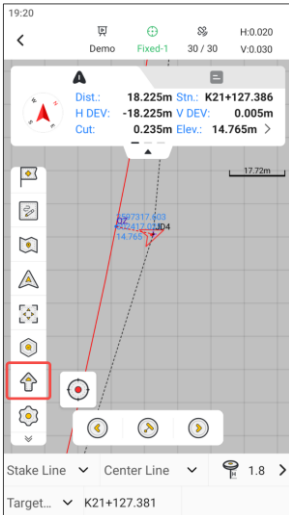 19:20
Demo Fixed-1 30 / 30 H:0.020 V:0.030
Dist.: 18.225m Stn.: K21+127.386
H DEV: -18.225m V DEV: 0.005m
Cut: 0.235m Elev.: 14.765m
17.72m
JD4
14.765
Stake Line Center Line 1.8
Target... K21+127.381